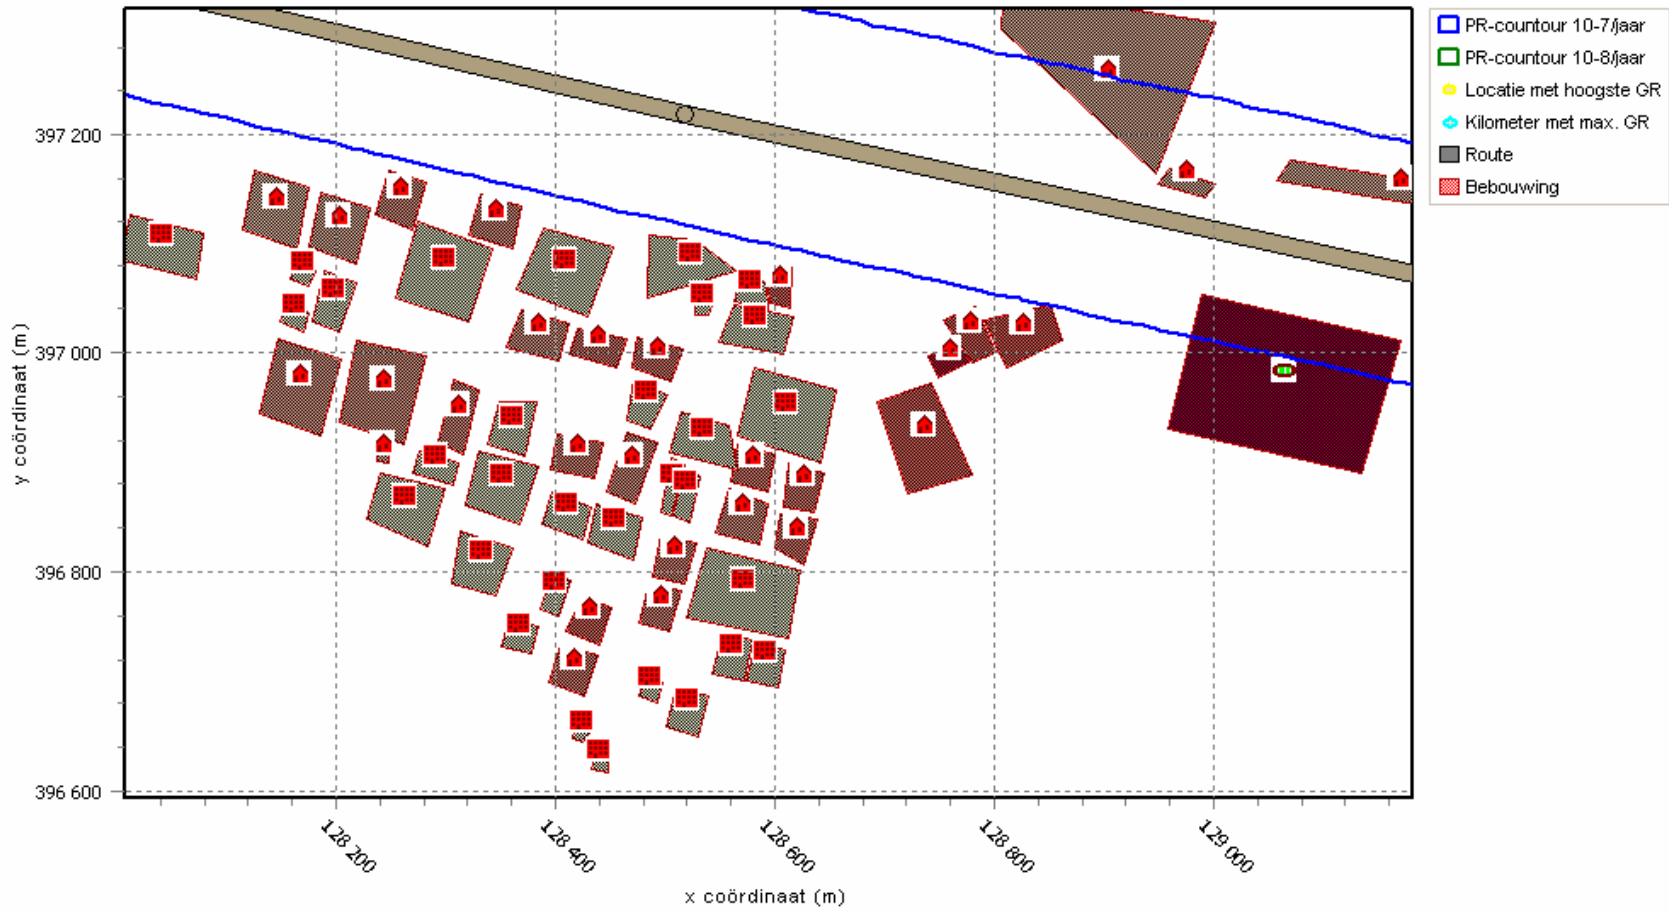 PR-countour 10-7/jaar
PR-countour 10-8/jaar
Locatie met hoogste GR
Kilometer met max. GR
Route
Bebouwing
y coördinaat (m)
397 200
397 000
396 800
396 600
128 200
128 400
128 600
128 800
129 000
x coördinaat (m)